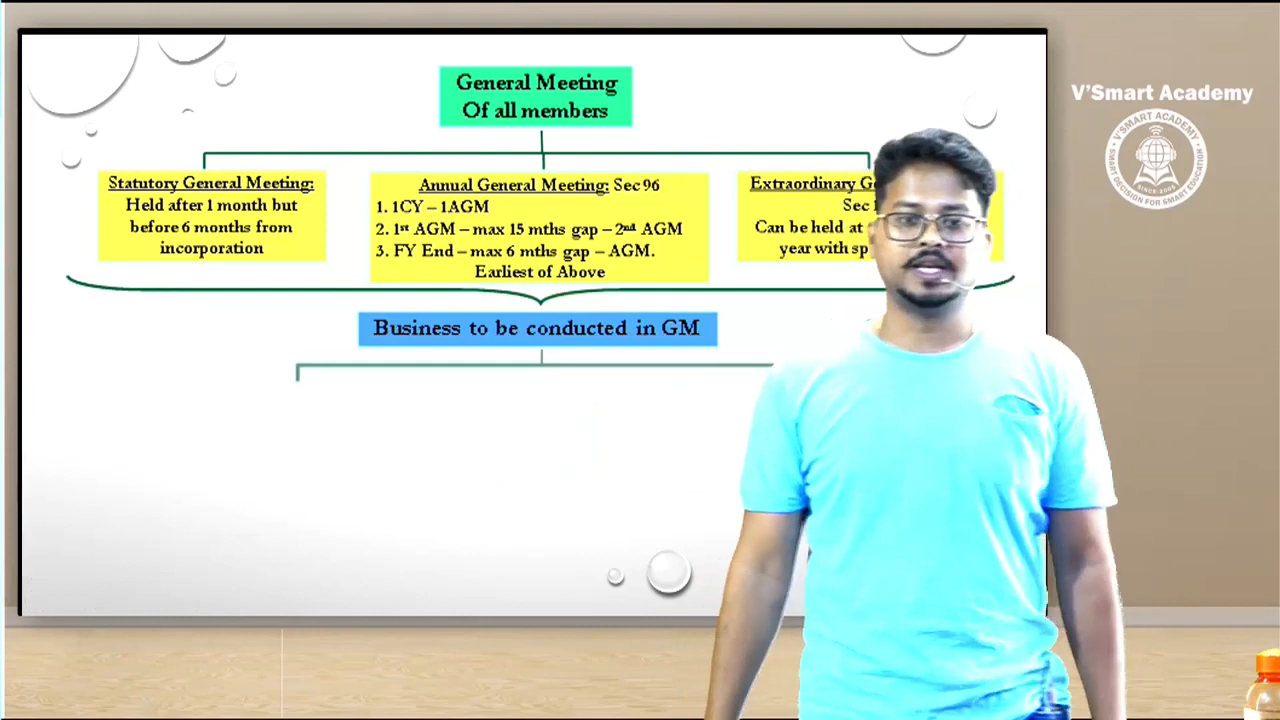 General Meeting
Of all members
Statutory General Meeting:
Held after 1 month but
before 6 months from
incorporation
Annual General Meeting: Sec 96
1. 1CY – 1AGM
2. 1st AGM – max 15 mths gap – 2nd AGM
3. FY End – max 6 mths gap – AGM.
Earliest of Above
Extraordinary
Sec
Can be held at
year with
Business to be conducted in GM
V'Smart Academy
V'SMART ACADEMY
SINCE-2005
SMART DECISION FOR SMART EDUCATION